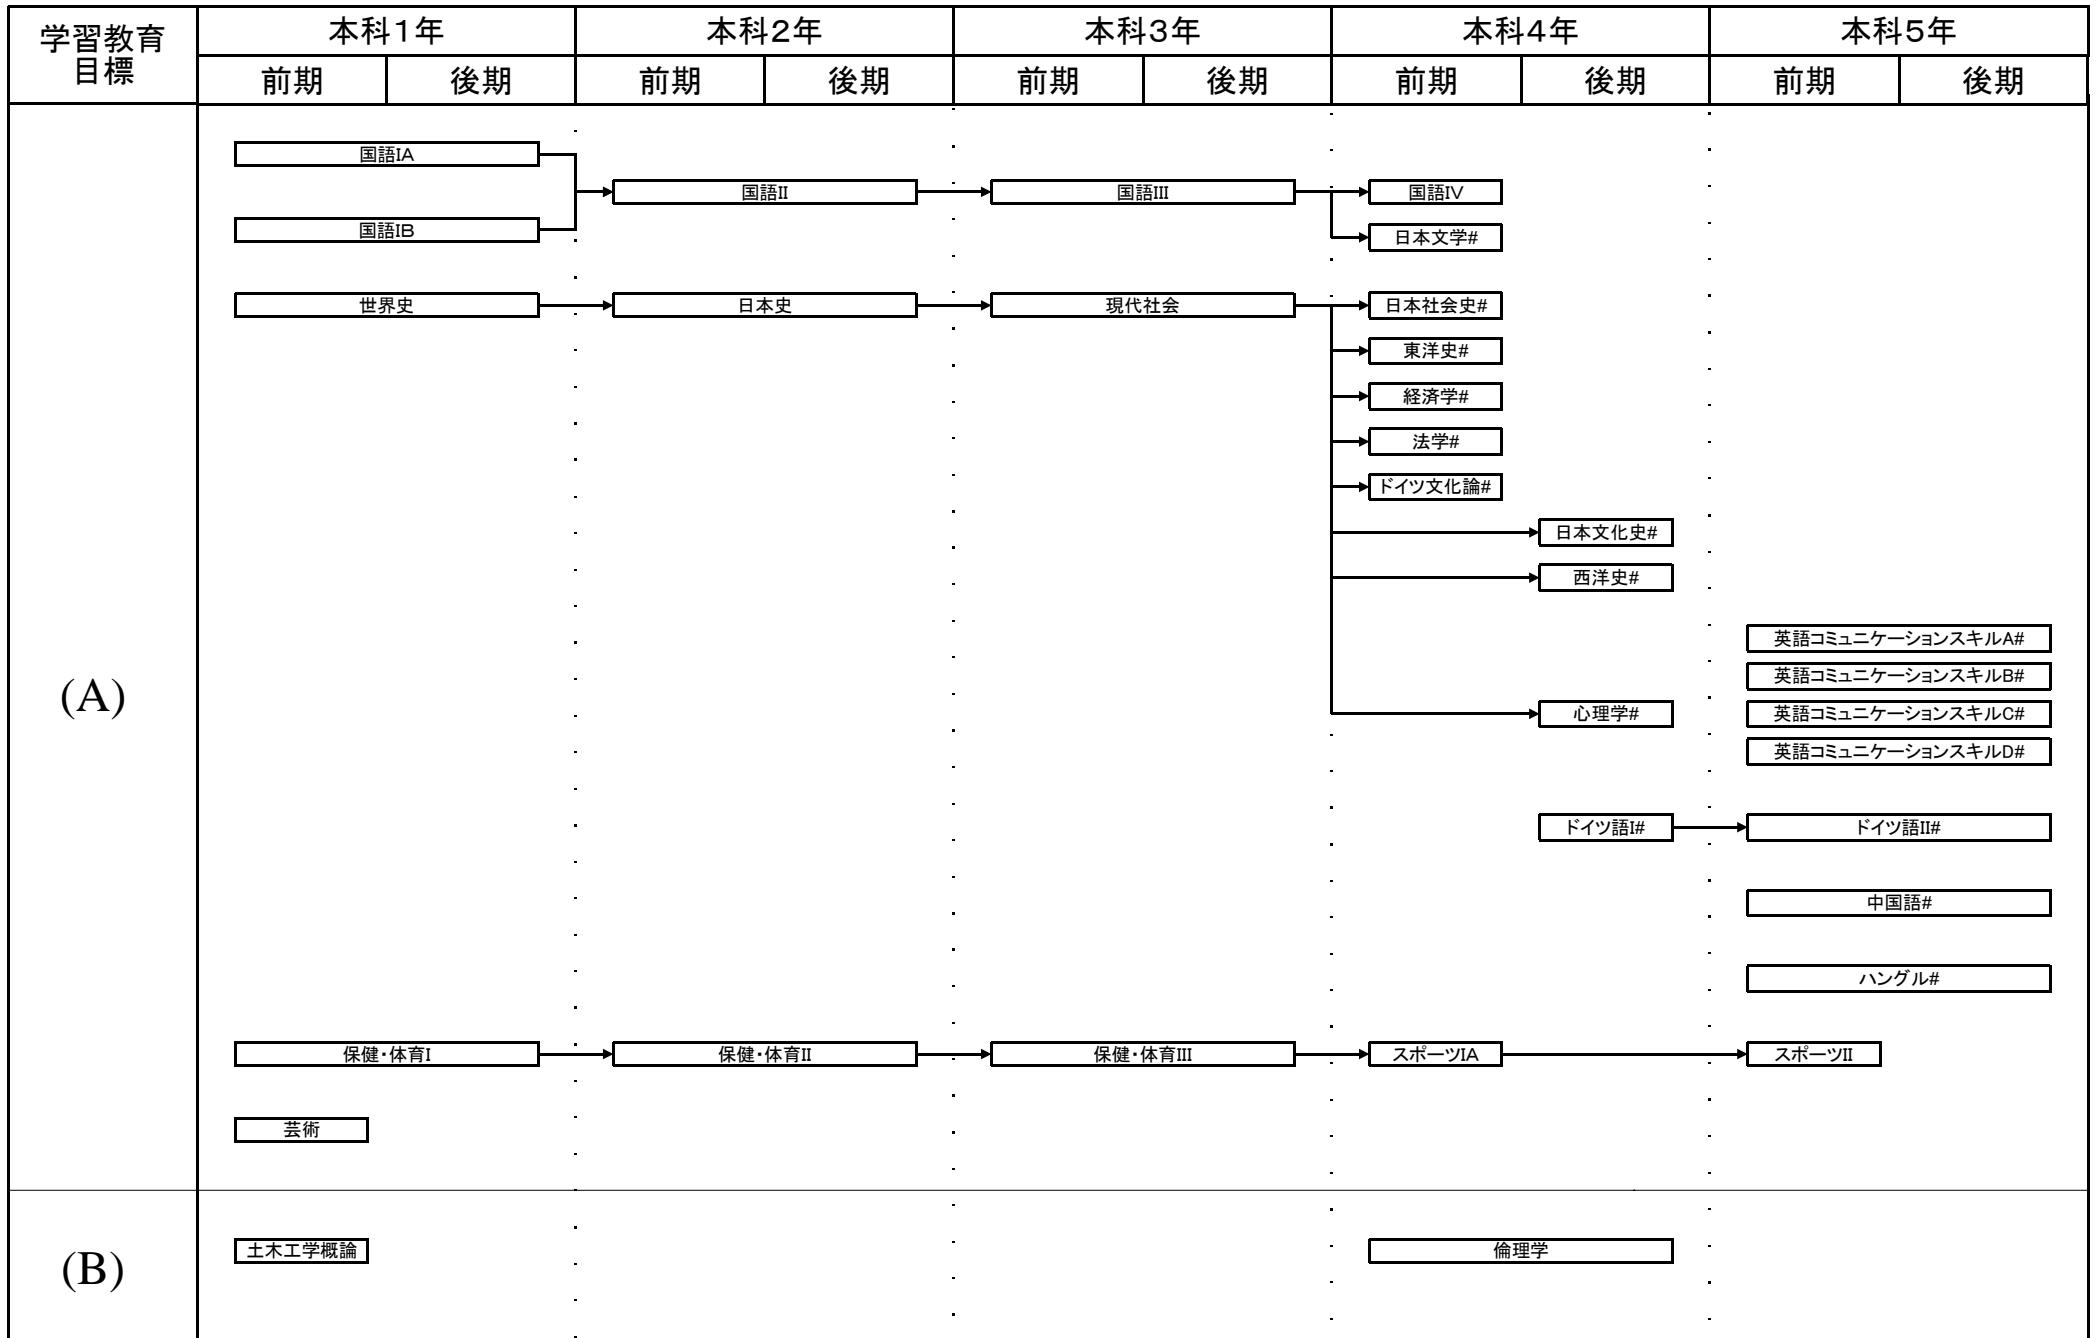 学習教育
目標
本科1年
本科2年
本科3年
本科4年
本科5年
前期
後期
前期
後期
前期
後期
前期
後期
前期
後期
(A)
国語IA
国語IB
国語II
国語III
国語IV
日本文学#
世界史
日本史
現代社会
日本社会史#
東洋史#
経済学#
法学#
ドイツ文化論#
日本文化史#
西洋史#
心理学#
英語コミュニケーションスキルA#
英語コミュニケーションスキルB#
英語コミュニケーションスキルC#
英語コミュニケーションスキルD#
ドイツ語I#
ドイツ語II#
中国語#
ハングル#
保健・体育I
保健・体育II
保健・体育III
スポーツIA
スポーツII
芸術
(B)
土木工学概論
倫理学